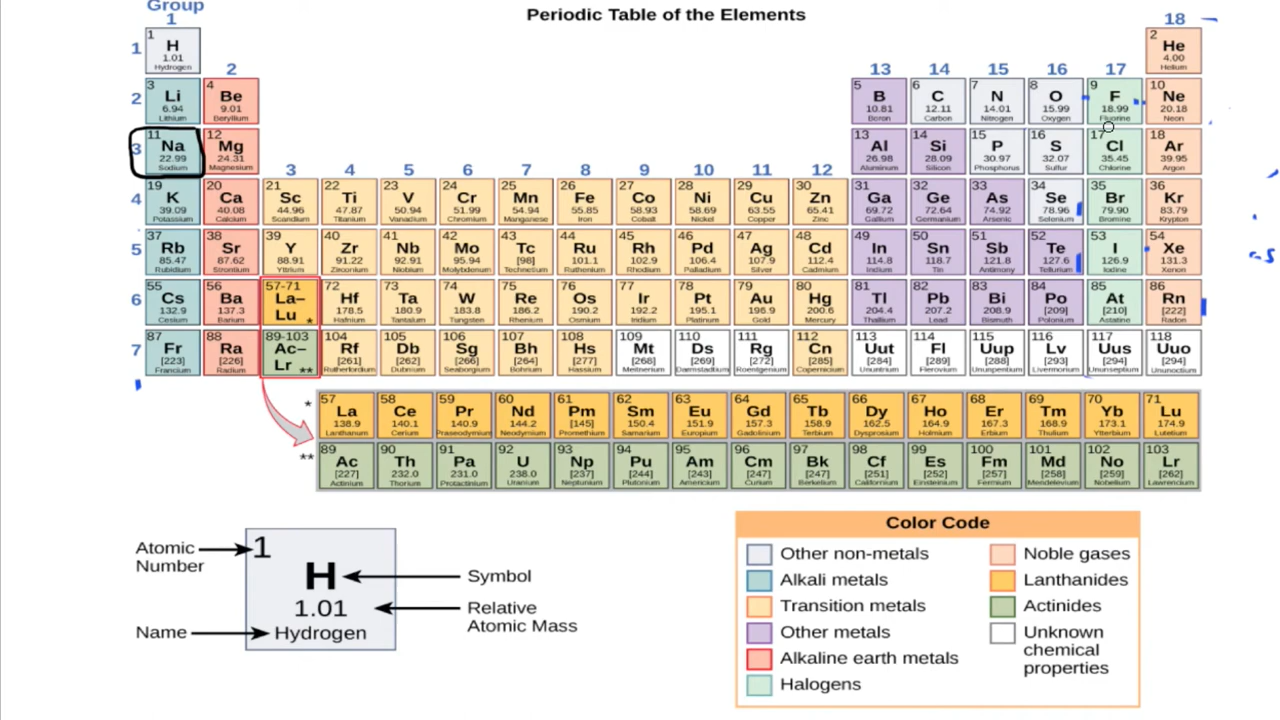 Group
Periodic Table of the Elements
1 18
1 2
1 H He
1.01 4.00
Hydrogen Helium
2 13 14 15 16 17
3 4 5 6 7 8 9 10
2 Li Be B C N O F Ne
6.94 9.01 10.81 12.11 14.01 15.99 18.99 20.18
Lithium Beryllium Boron Carbon Nitrogen Oxygen Fluorine Neon
11 12 13 14 15 16 17 18
3 Na Mg Al Si P S Cl Ar
22.99 24.31 26.98 28.09 30.97 32.07 35.45 39.95
Sodium Magnesium Aluminum Silicon Phosphorus Sulfur Chlorine Argon
3 4 5 6 7 8 9 10 11 12
19 20 21 22 23 24 25 26 27 28 29 30 31 32 33 34 35 36
4 K Ca Sc Ti V Cr Mn Fe Co Ni Cu Zn Ga Ge As Se Br Kr
39.09 40.08 44.96 47.87 50.94 51.99 54.94 55.85 58.93 58.69 63.55 65.41 69.72 72.64 74.92 78.96 79.90 83.79
Potassium Calcium Scandium Titanium Vanadium Chromium Manganese Iron Cobalt Nickel Copper Zinc Gallium Germanium Arsenic Selenium Bromine Krypton
37 38 39 40 41 42 43 44 45 46 47 48 49 50 51 52 53 54
5 Rb Sr Y Zr Nb Mo Tc Ru Rh Pd Ag Cd In Sn Sb Te I Xe
85.47 87.62 88.91 91.22 92.91 95.94 [98] 101.1 102.9 106.4 107.9 112.4 114.8 118.7 121.8 127.6 126.9 131.3
Rubidium Strontium Yttrium Zirconium Niobium Molybdenum Technesium Ruthenium Rhodium Palladium Silver Cadmium Indium Tin Antimony Tellurium Iodine Xenon
55 56 57-71 72 73 74 75 76 77 78 79 80 81 82 83 84 85 86
6 Cs Ba La– Lu * Hf Ta W Re Os Ir Pt Au Hg Tl Pb Bi Po At Rn
132.9 137.3 178.5 180.9 183.8 186.2 190.2 192.2 195.1 196.9 200.6 204.4 207.2 208.9 [209] [210] [222]
Cesium Barium Hafnium Tantalum Tungsten Rhenium Osmium Iridium Platinum Gold Mercury Thallium Lead Bismuth Polonium Astatine Radon
87 88 89-103 104 105 106 107 108 109 110 111 112 113 114 115 116 117 118
7 Fr Ra Ac– Lr ** Rf Db Sg Bh Hs Mt Ds Rg Cn Uut Fl Uup Lv Uus Uuo
[223] [226] [261] [262] [266] [264] [277] [268] [269] [272] [285] [284] [289] [288] [293] [294] [294]
Francium Radium Rutherfordium Dubnium Seaborgium Bohrium Hassium Meitnerium Darmstadtium Roentgenium Copernicium Ununtrium Flerovium Ununpentium Livermorium Ununseptium Ununoctium
57 58 59 60 61 62 63 64 65 66 67 68 69 70 71
* La Ce Pr Nd Pm Sm Eu Gd Tb Dy Ho Er Tm Yb Lu
138.9 140.1 140.9 144.2 [145] 150.4 151.9 157.3 158.9 162.5 164.9 167.3 168.9 173.1 174.9
Lanthanum Cerium Praseodymium Neodymium Promethium Samarium Europium Gadolinium Terbium Dysprosium Holmium Erbium Thulium Ytterbium Lutetium
89 90 91 92 93 94 95 96 97 98 99 100 101 102 103
** Ac Th Pa U Np Pu Am Cm Bk Cf Es Fm Md No Lr
[227] 232.0 231.0 238.0 [237] [244] [243] [247] [247] [251] [252] [257] [258] [259] [262]
Actinium Thorium Protactinium Uranium Neptunium Plutonium Americium Curium Berkelium Californium Einsteinium Fermium Mendelevium Nobelium Lawrencium
Atomic
Number
1
H
1.01
Hydrogen
Symbol
Relative
Atomic Mass
Name
Color Code
Other non-metals
Alkali metals
Transition metals
Other metals
Alkaline earth metals
Halogens
Noble gases
Lanthanides
Actinides
Unknown
chemical
properties